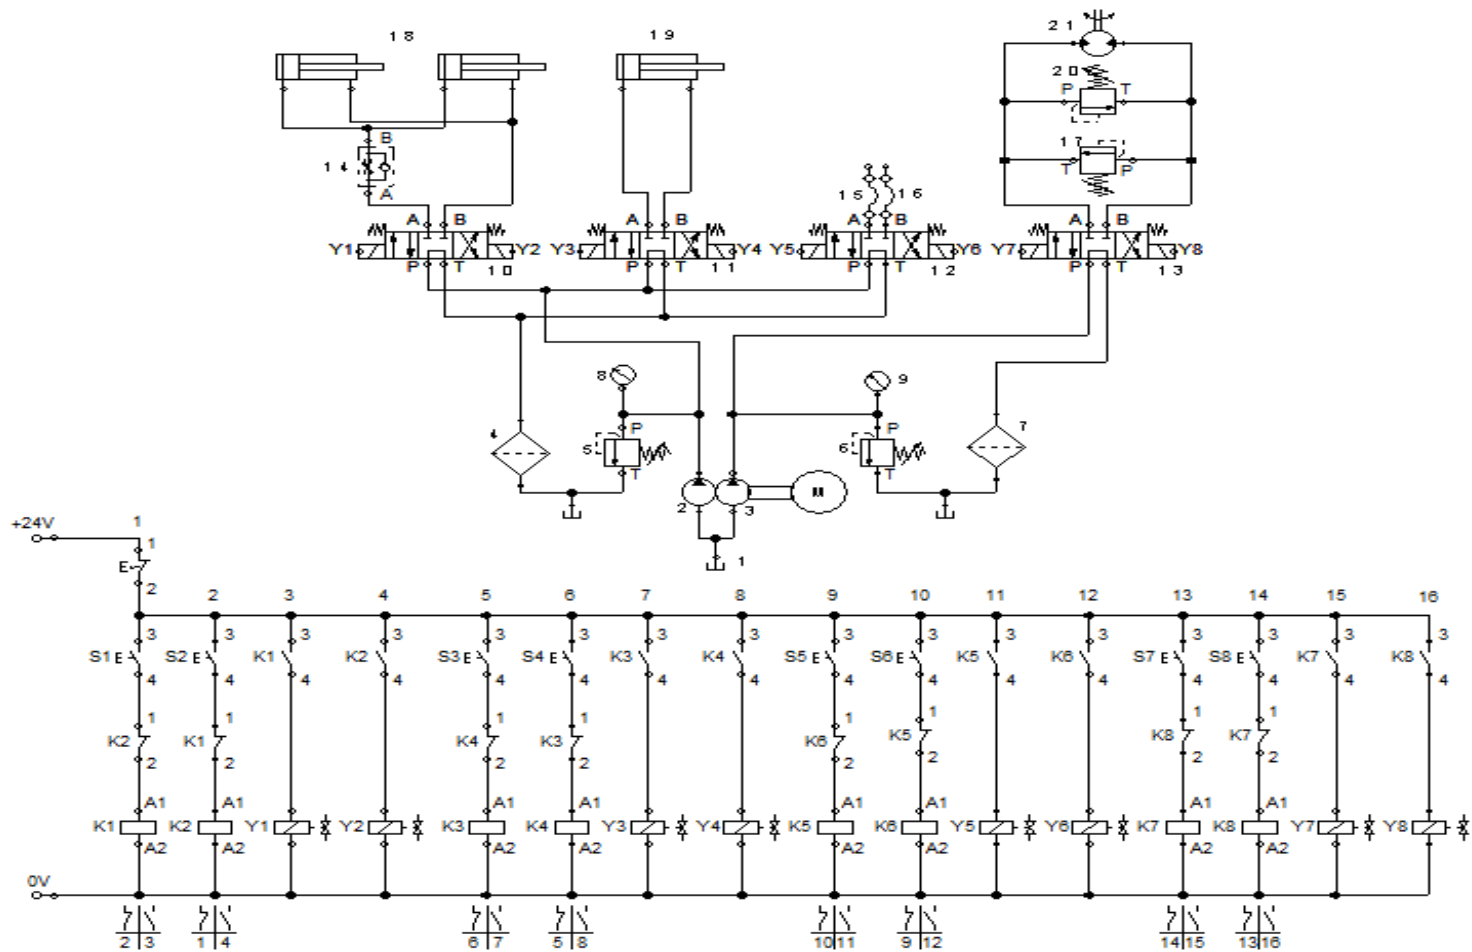 18 19 21
20
P T
B
14 17
T P
15 16
A
A B A B A B A B
Y1 Y2 Y3 Y4 Y5 Y6 Y7 Y8
P T 10 P T 11 P T 12 P T 13
8 9
4 P P 7
5 6
T T
M
2 3
+24V 1
1 1
E
2
2 3 4 5 6 7 8 9 10 11 12 13 14 15 16
3 3 3 3 3 3 3 3 3 3 3 3 3 3 3 3
S1 E S2 E K1 K2 S3 E S4 E K3 K4 S5 E S6 E K5 K6 S7 E S8 E K7 K8
4 4 4 4 4 4 4 4 4 4 4 4 4 4 4 4
1 1 1 1 1 1 1 1
K2 K1 K4 K3 K6 K5 K8 K7
2 2 2 2 2 2 2 2
A1 A1 A1 A1 A1 A1 A1 A1
K1 K2 Y1 Y2 K3 K4 Y3 Y4 K5 K6 Y5 Y6 K7 K8 Y7 Y8
A2 A2 A2 A2 A2 A2 A2 A2
0V
2 3 1 4 6 7 5 8 10 11 9 12 14 15 13 16